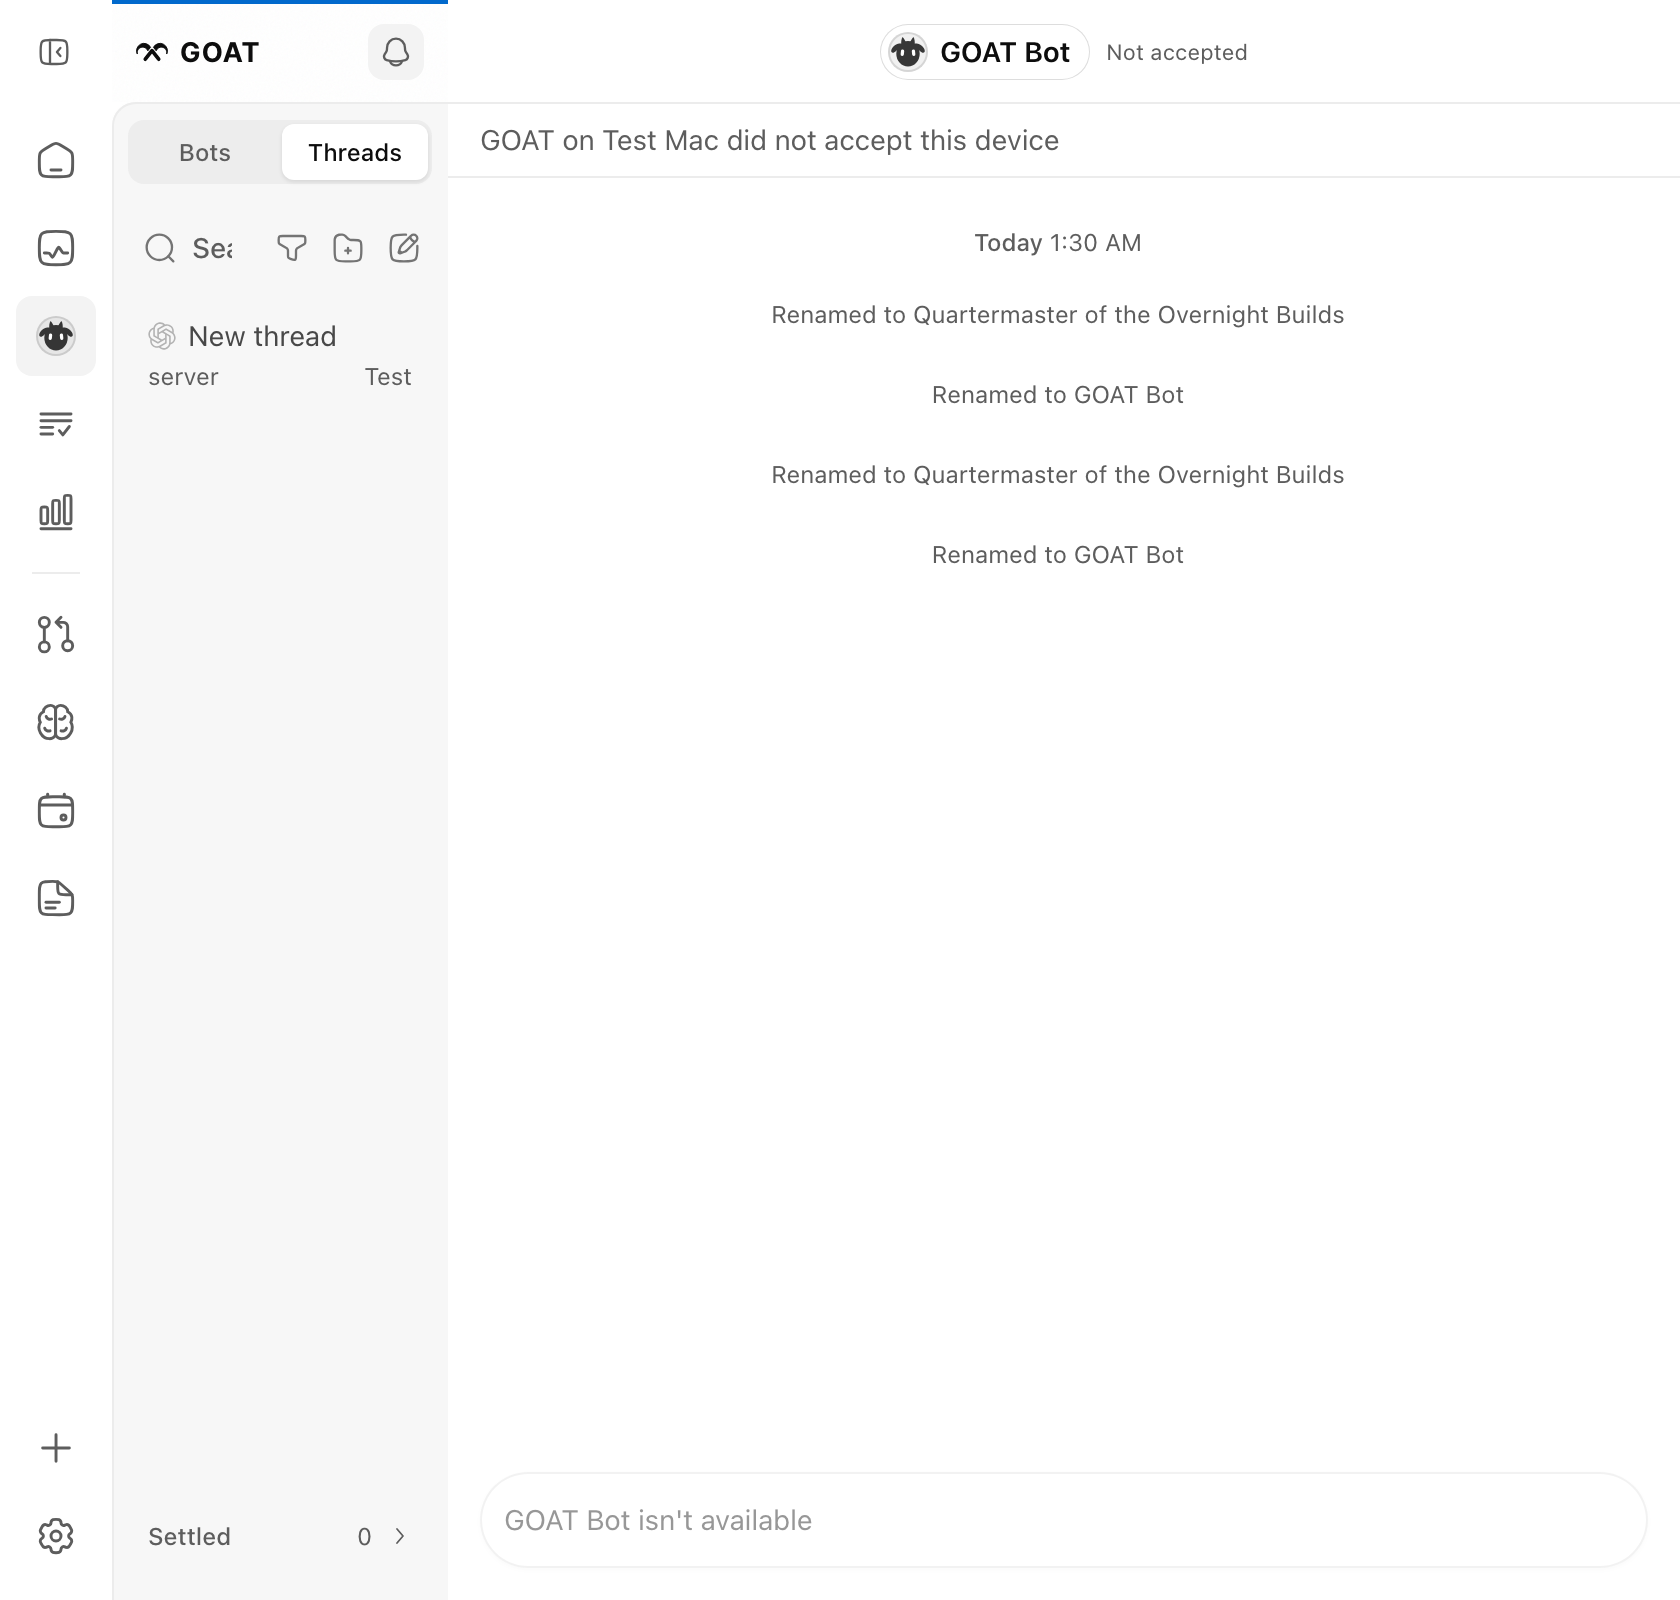 GOAT
GOAT Bot
Not accepted
Bots
Threads
GOAT on Test Mac did not accept this device
Today 1:30 AM
Renamed to Quartermaster of the Overnight Builds
Renamed to GOAT Bot
Renamed to Quartermaster of the Overnight Builds
Renamed to GOAT Bot
New thread
server
Test
Settled
0
GOAT Bot isn't available